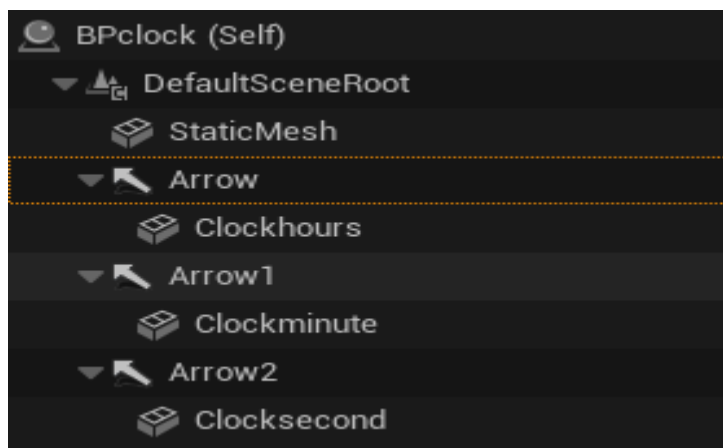 BPclock (Self)
DefaultSceneRoot
StaticMesh
Arrow
Clockhours
Arrow1
Clockminute
Arrow2
Clocksecond